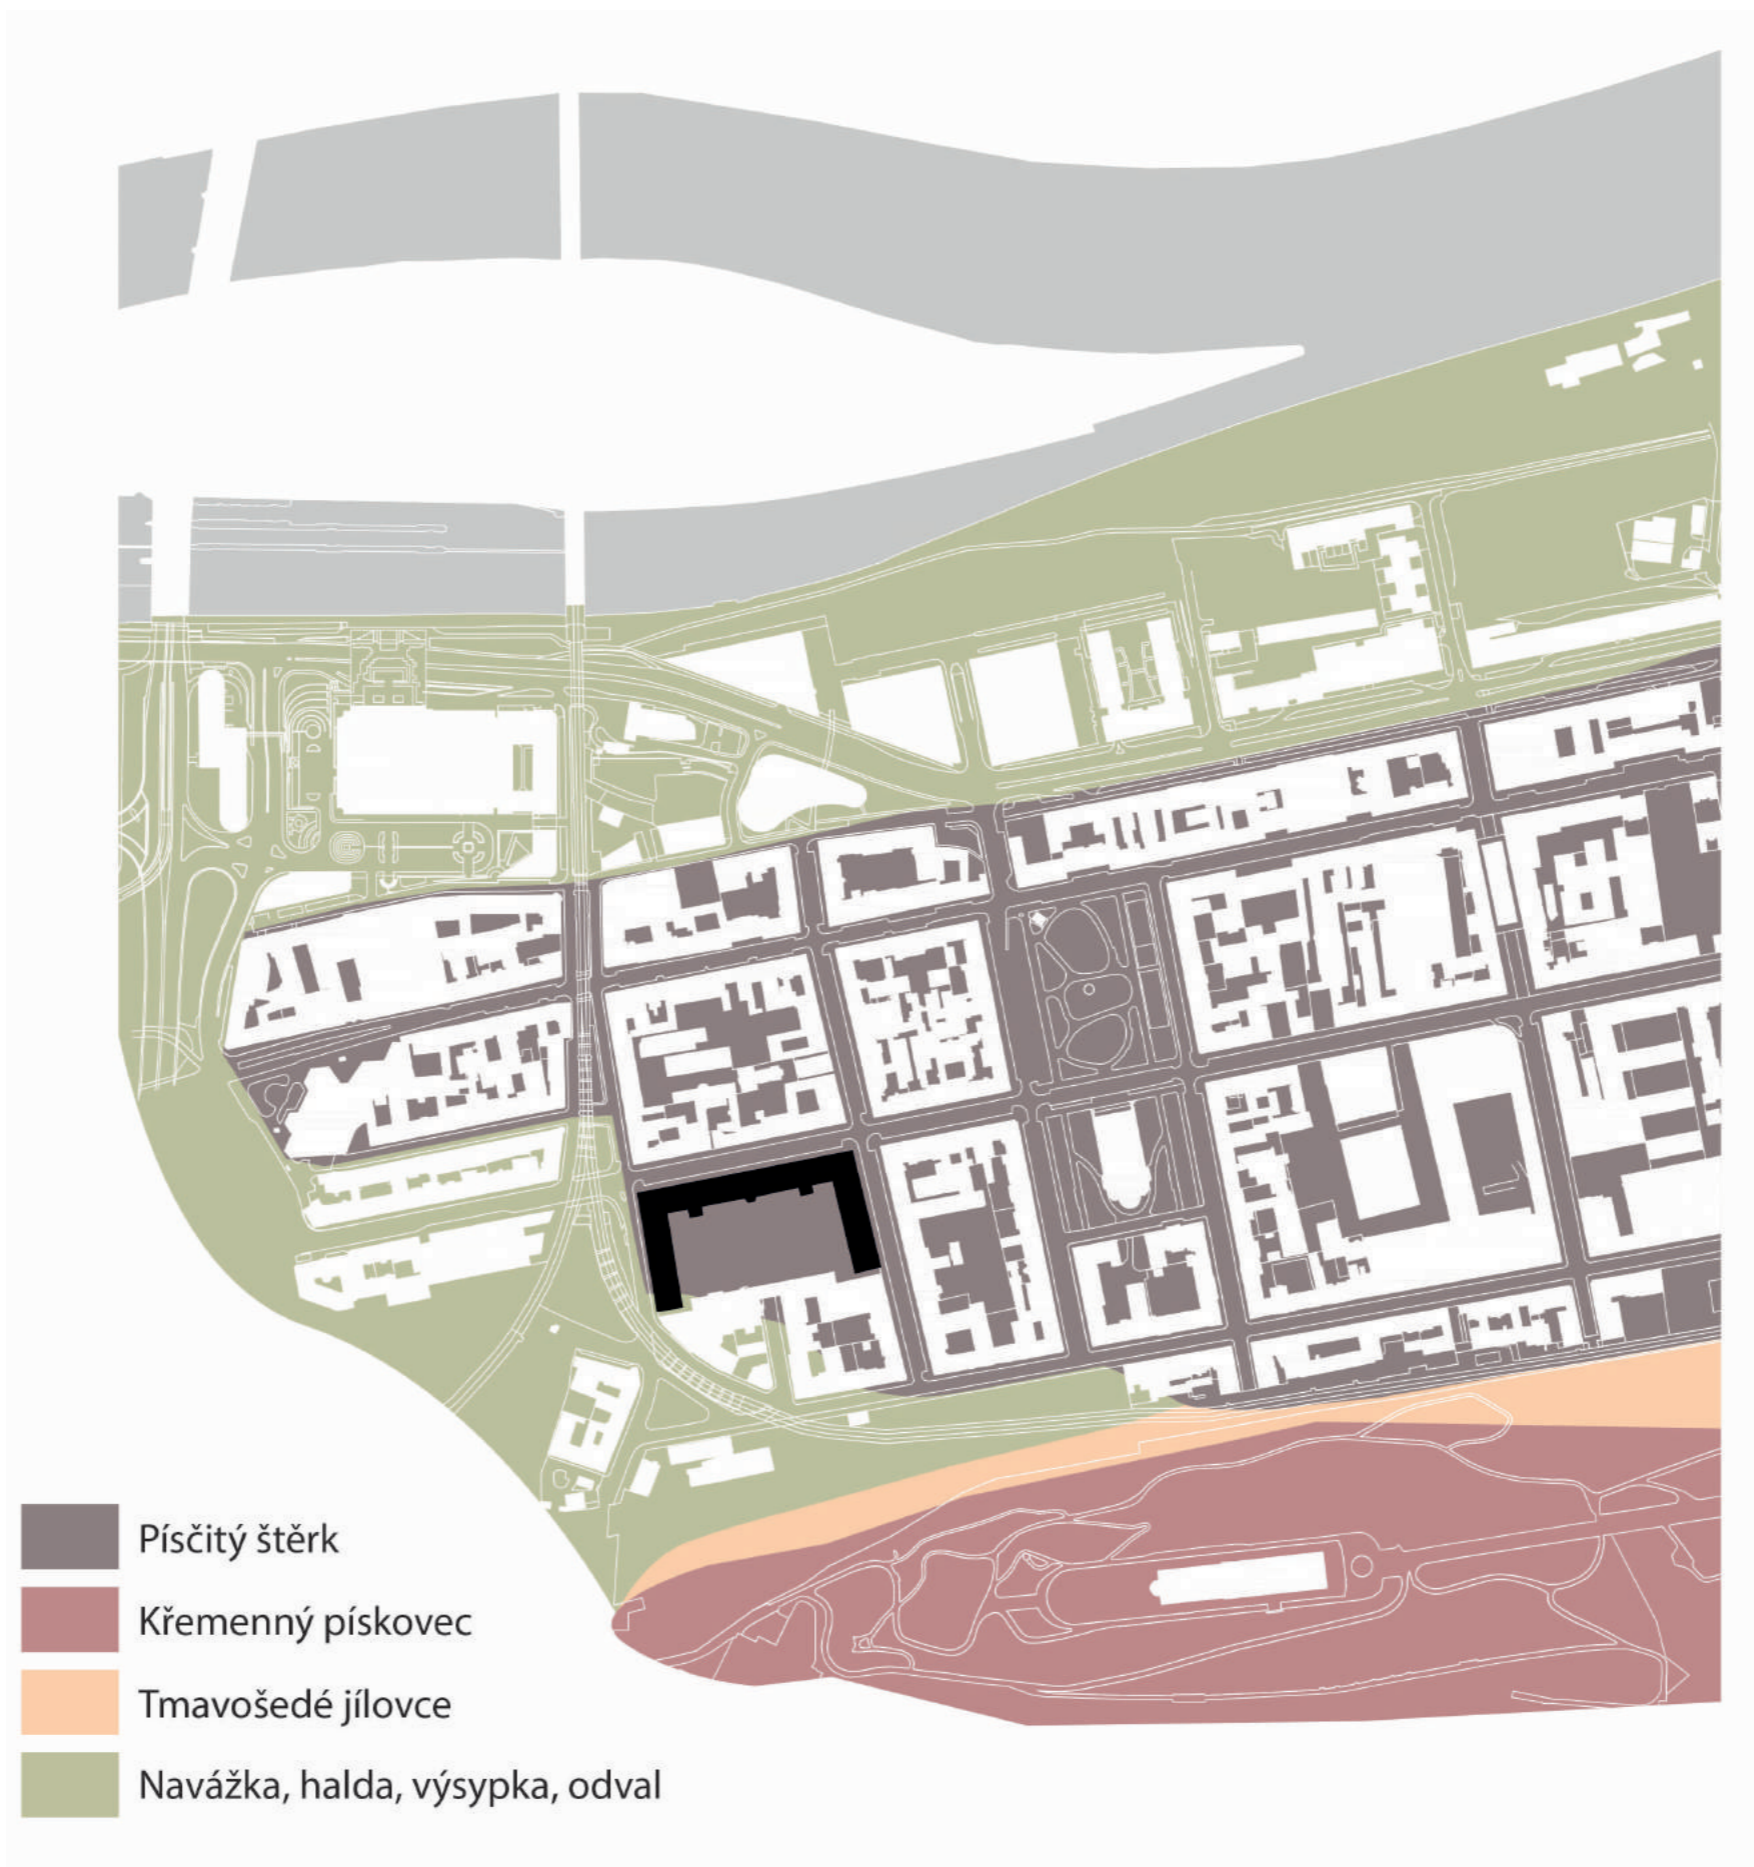 Písčitý štěrk
Křemenný pískovec
Tmavošedé jílovce
Navážka, halda, výsypka, odval